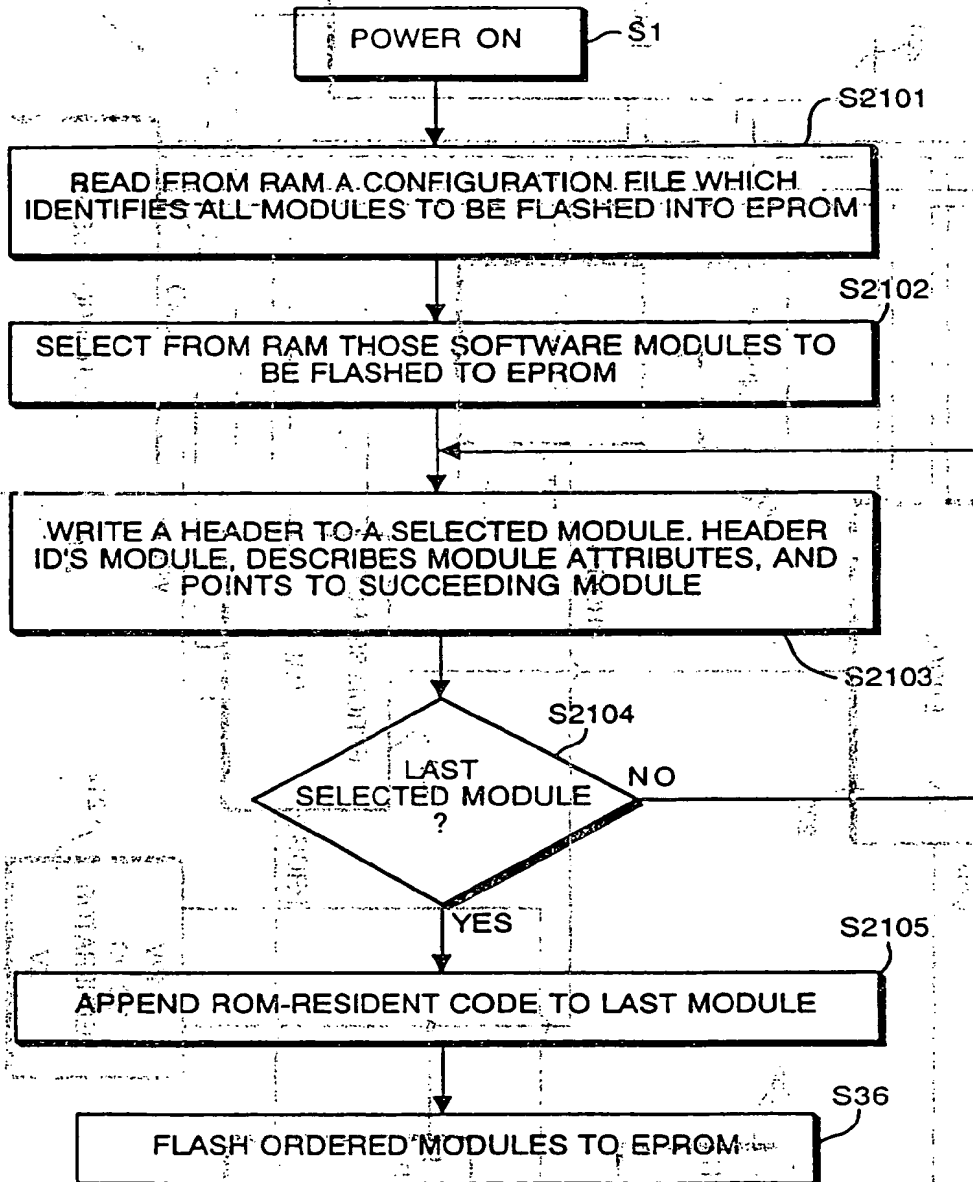 POWER ON
S1
S2101
READ FROM RAM A CONFIGURATION FILE WHICH
IDENTIFIES ALL MODULES TO BE FLASHED INTO EPROM
S2102
SELECT FROM RAM THOSE SOFTWARE MODULES TO
BE FLASHED TO EPROM
WRITE A HEADER TO A SELECTED MODULE. HEADER
ID'S MODULE, DESCRIBES MODULE ATTRIBUTES, AND
POINTS TO SUCCEEDING MODULE
S2103
S2104
LAST
SELECTED MODULE
?
NO
YES
S2105
APPEND ROM-RESIDENT CODE TO LAST MODULE
S36
FLASH ORDERED MODULES TO EPROM